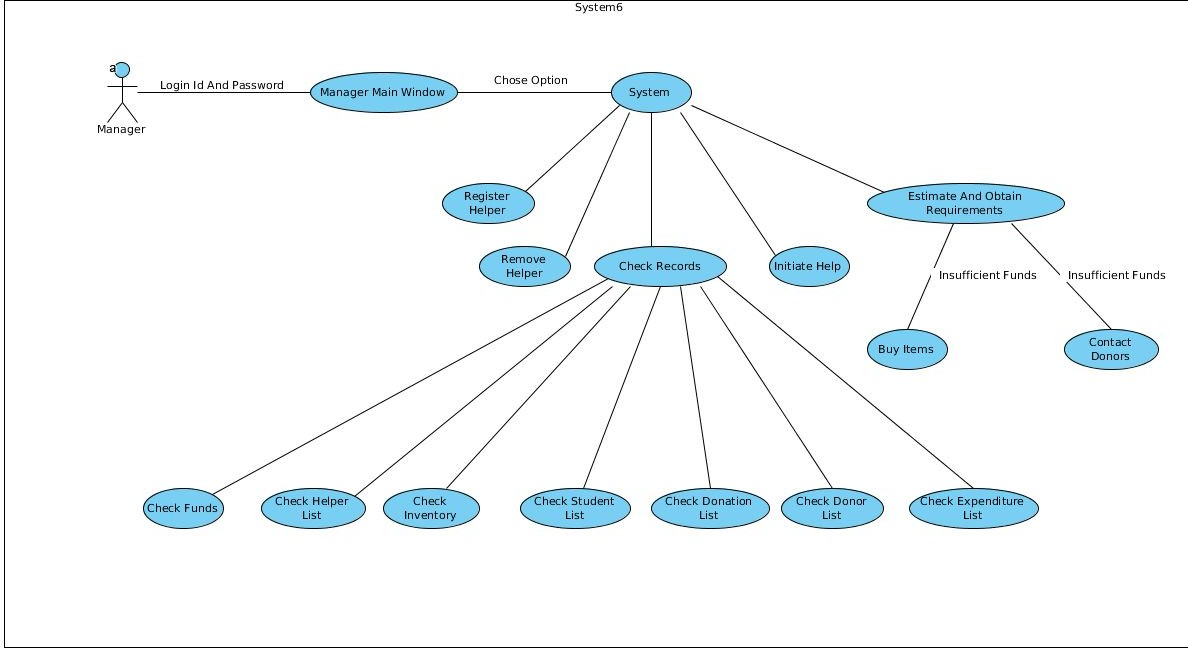 System6
a
Manager
Login Id And Password
Manager Main Window
Chose Option
System
Register
Helper
Remove
Helper
Check Records
Initiate Help
Estimate And Obtain
Requirements
Insufficient Funds
Insufficient Funds
Buy Items
Contact
Donors
Check Funds
Check Helper
List
Check
Inventory
Check Student
List
Check Donation
List
Check Donor
List
Check Expenditure
List